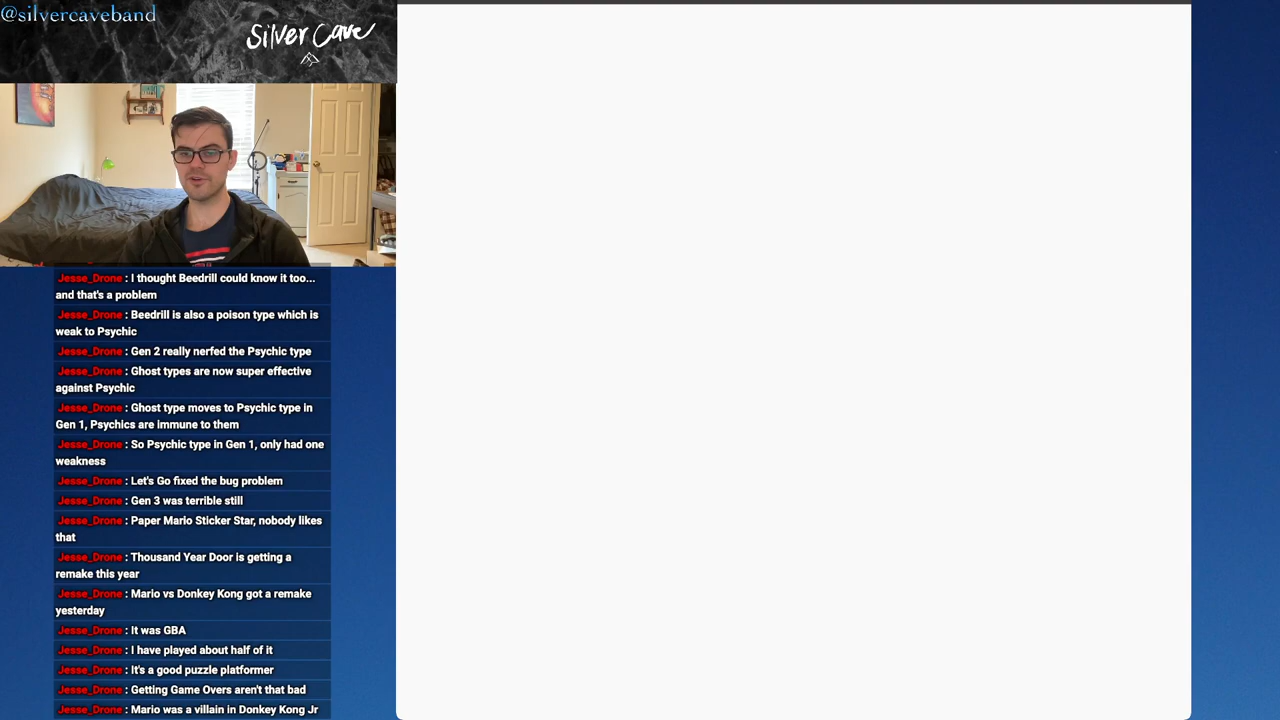 @silvercaveband
Silver Cave
Jesse_Drone : I thought Beedrill could know it too...
and that's a problem
Jesse_Drone : Beedrill is also a poison type which is
weak to Psychic
Jesse_Drone : Gen 2 really nerfed the Psychic type
Jesse_Drone : Ghost types are now super effective
against Psychic
Jesse_Drone : Ghost type moves to Psychic type in
Gen 1, Psychics are immune to them
Jesse_Drone : So Psychic type in Gen 1, only had one
weakness
Jesse_Drone : Let's Go fixed the bug problem
Jesse_Drone : Gen 3 was terrible still
Jesse_Drone : Paper Mario Sticker Star, nobody likes
that
Jesse_Drone : Thousand Year Door is getting a
remake this year
Jesse_Drone : Mario vs Donkey Kong got a remake
yesterday
Jesse_Drone : It was GBA
Jesse_Drone : I have played about half of it
Jesse_Drone : It's a good puzzle platformer
Jesse_Drone : Getting Game Overs aren't that bad
Jesse_Drone : Mario was a villain in Donkey Kong Jr